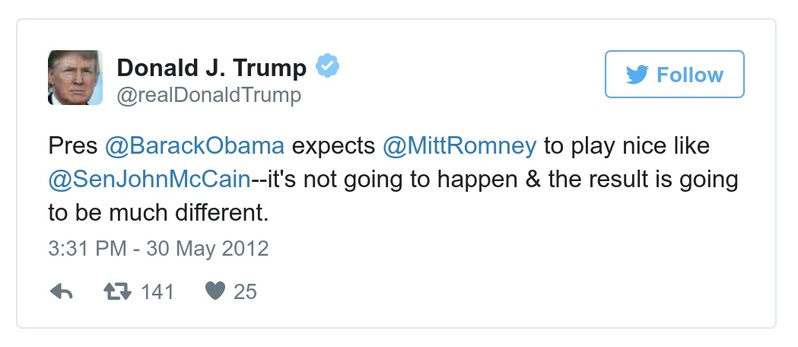 Donald J. Trump
@realDonaldTrump
Follow
Pres @BarackObama expects @MittRomney to play nice like
@SenJohnMcCain--it's not going to happen & the result is going
to be much different.
3:31 PM - 30 May 2012
141 25